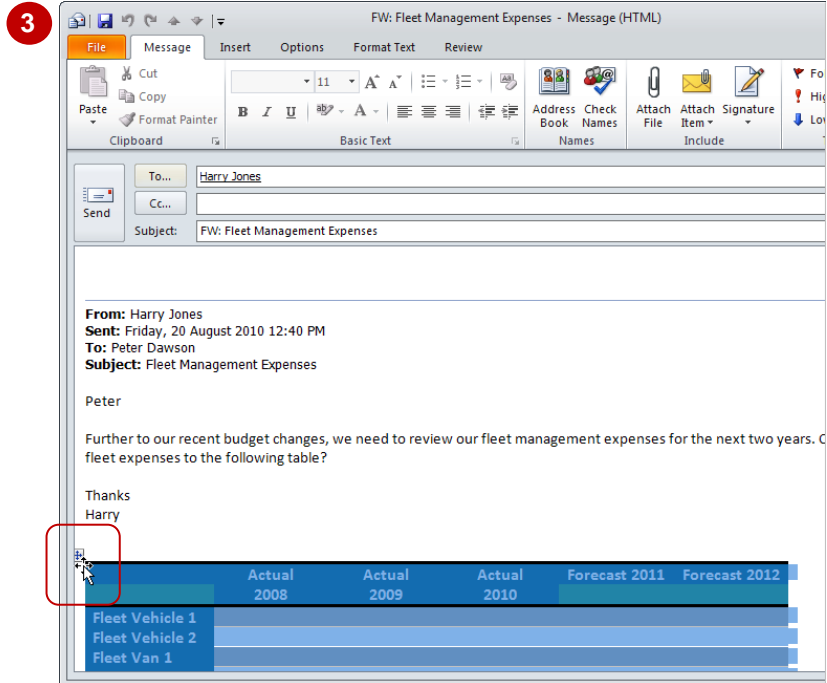 3
FW: Fleet Management Expenses - Message (HTML)
File Message Insert Options Format Text Review
Cut
Copy
Format Painter
Paste
11
A A
B I U ab A
Address Book
Check Names
Attach File
Attach Item
Signature
Fo
Hig
Lo
Clipboard Basic Text Names Include
Send
To... Harry Jones
Cc...
Subject: FW: Fleet Management Expenses
From: Harry Jones
Sent: Friday, 20 August 2010 12:40 PM
To: Peter Dawson
Subject: Fleet Management Expenses
Peter
Further to our recent budget changes, we need to review our fleet management expenses for the next two years. C
fleet expenses to the following table?
Thanks
Harry
Actual Actual Actual Forecast 2011 Forecast 2012
2008 2009 2010
Fleet Vehicle 1
Fleet Vehicle 2
Fleet Van 1